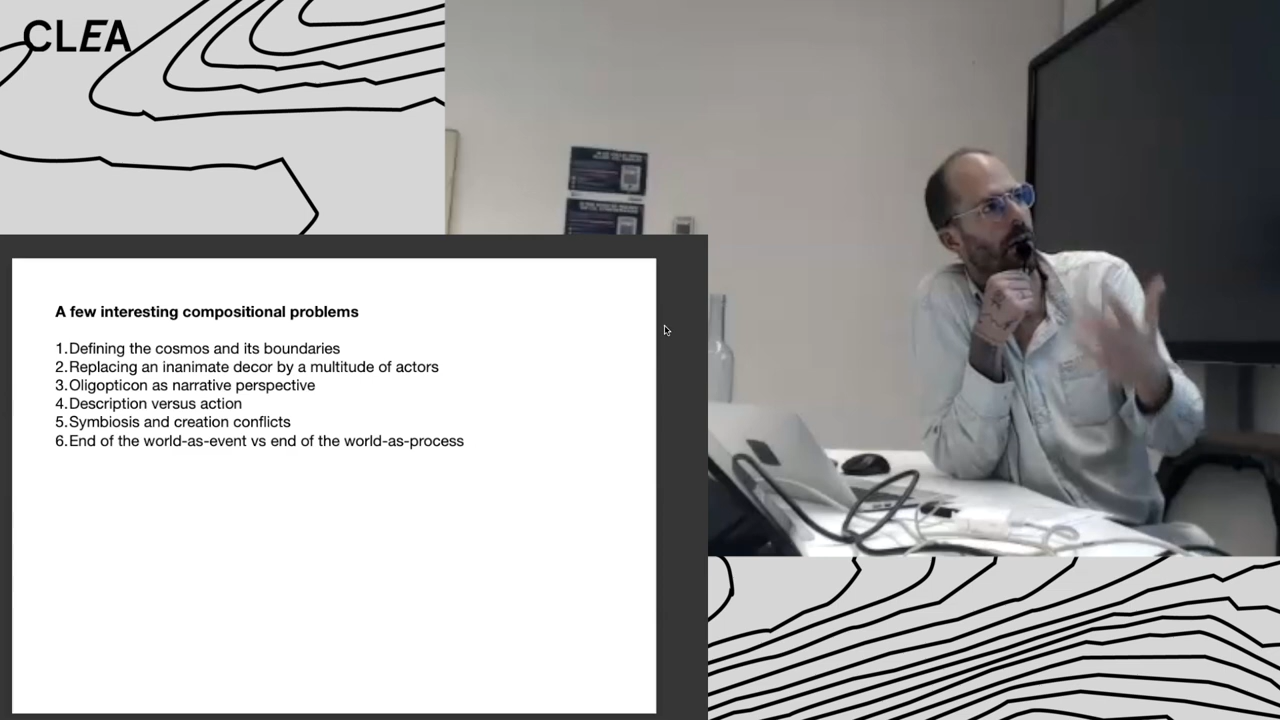 CLEA
A few interesting compositional problems
1.Defining the cosmos and its boundaries
2.Replacing an inanimate decor by a multitude of actors
3.Oligopticon as narrative perspective
4.Description versus action
5.Symbiosis and creation conflicts
6.End of the world-as-event vs end of the world-as-process